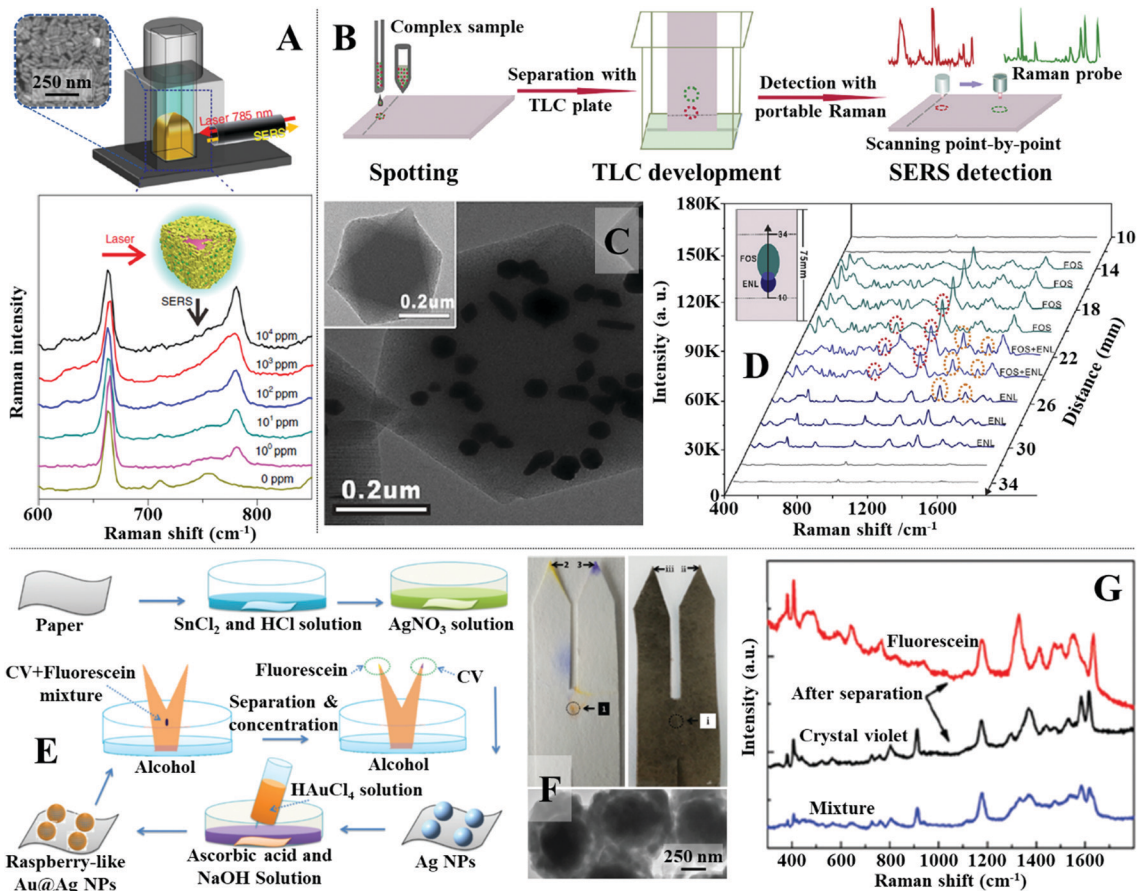 A
250 nm
Laser 785 nm
SERS
Laser
SERS
10⁴ ppm
10³ ppm
10² ppm
10¹ ppm
10⁰ ppm
0 ppm
Raman intensity
600
700
800
Raman shift (cm⁻¹)
B
Complex sample
Separation with
TLC plate
Detection with
portable Raman
Raman probe
Scanning point-by-point
Spotting
TLC development
SERS detection
C
0.2um
0.2um
D
180K
150K
120K
90K
60K
30K
0
Intensity (a. u.)
34
FOS
ENL
10
75mm
FOS
FOS
FOS
FOS
FOS+ENL
FOS+ENL
ENL
ENL
ENL
10
14
18
22
26
30
34
Distance (mm)
400
800
1200
1600
Raman shift /cm⁻¹
E
Paper
SnCl₂ and HCl solution
AgNO₃ solution
CV+Fluorescein
mixture
Alcohol
Separation &
concentration
Fluorescein
CV
Alcohol
HAuCl₄ solution
Raspberry-like
Au@Ag NPs
Ascorbic acid and
NaOH Solution
Ag NPs
F
2
3
1
iii
ii
i
250 nm
G
Fluorescein
After separation
Crystal violet
Mixture
Intensity (a.u.)
400
600
800
1000
1200
1400
1600
Raman shift (cm⁻¹)